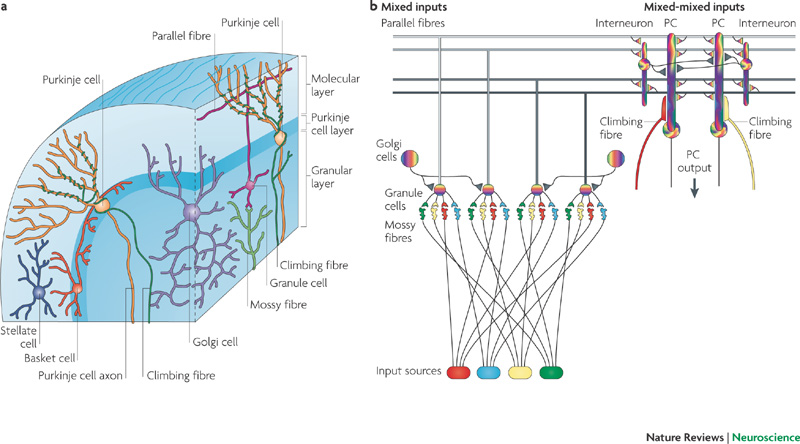 a
Purkinje cell
Parallel fibre
Purkinje cell
Molecular
layer
Purkinje
cell layer
Granular
layer
Climbing fibre
Granule cell
Mossy fibre
Golgi cell
Stellate
cell
Basket cell
Purkinje cell axon
Climbing fibre
b Mixed inputs
Parallel fibres
Mixed-mixed inputs
Interneuron PC PC Interneuron
Climbing
fibre
Climbing
fibre
PC
output
Golgi
cells
Granule
cells
Mossy
fibres
Input sources
Nature Reviews | Neuroscience